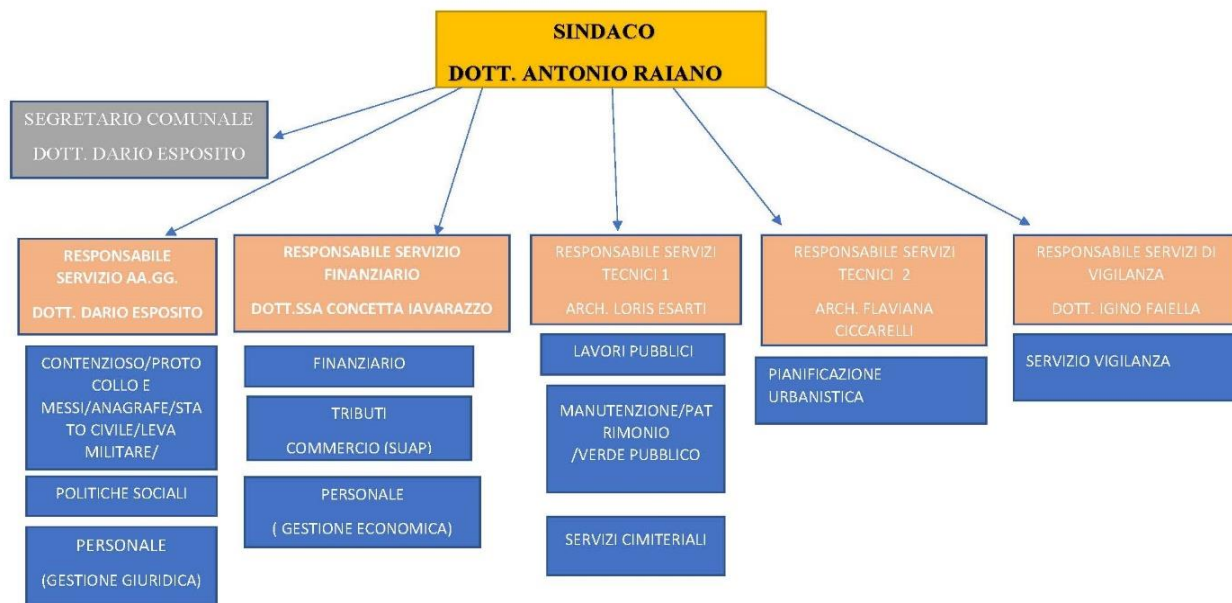 SINDACO
DOTT. ANTONIO RAIANO
SEGRETARIO COMUNALE
DOTT. DARIO ESPOSITO
RESPONSABILE
SERVIZIO AA.GG.
DOTT. DARIO ESPOSITO
CONTENZIOSO/PROTO
COLLO E
MESSI/ANAGRAFE/STA
TO CIVILE/LEVA
MILITARE/
POLITICHE SOCIALI
PERSONALE
(GESTIONE GIURIDICA)
RESPONSABILE SERVIZIO
FINANZIARIO
DOTT.SSA CONCETTA IAVARAZZO
FINANZIARIO
TRIBUTI
COMMERCIO (SUAP)
PERSONALE
( GESTIONE ECONOMICA)
RESPONSABILE SERVIZI
TECNICI 1
ARCH. LORIS ESARTI
LAVORI PUBBLICI
MANUTENZIONE/PAT
RIMONIO
/VERDE PUBBLICO
SERVIZI CIMITERIALI
RESPONSABILE SERVIZI
TECNICI 2
ARCH. FLAVIANA
CICCARELLI
PIANIFICAZIONE
URBANISTICA
RESPONSABILE SERVIZI DI
VIGILANZA
DOTT. IGINO FAIELLA
SERVIZIO VIGILANZA